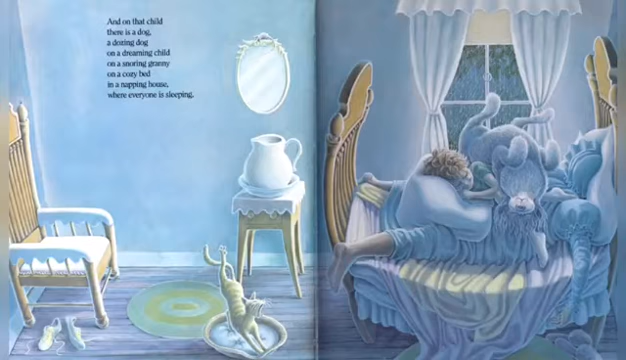 And on that child
there is a dog,
a dozing dog
on a dreaming child
on a snoring granny
on a cozy bed
in a napping house,
where everyone is sleeping.